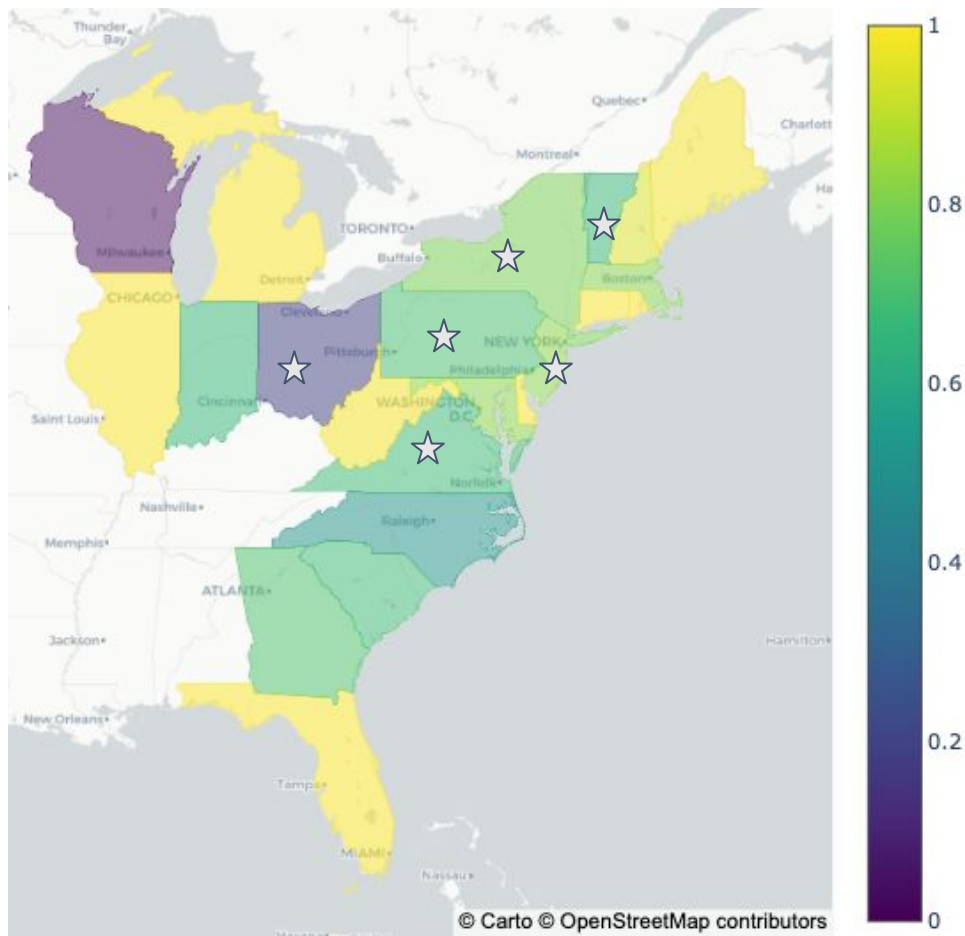 Thunder
Bay
Quebec
Charlott
Montreal
Ha
TORONTO
Buffalo
Milwaukee
Detroit
Boston
CHICAGO
Cleveland
NEW YORK
Pittsburgh
Philadelphia
Cincinnat
WASHINGTON
D.C.
Saint Louis
Norfolk
Nashville
Raleigh
Memphis
ATLANTA
Jackson
Hamilton
New Orleans
Tampa
MIAMI
Nassau
© Carto © OpenStreetMap contributors
1
0.8
0.6
0.4
0.2
0